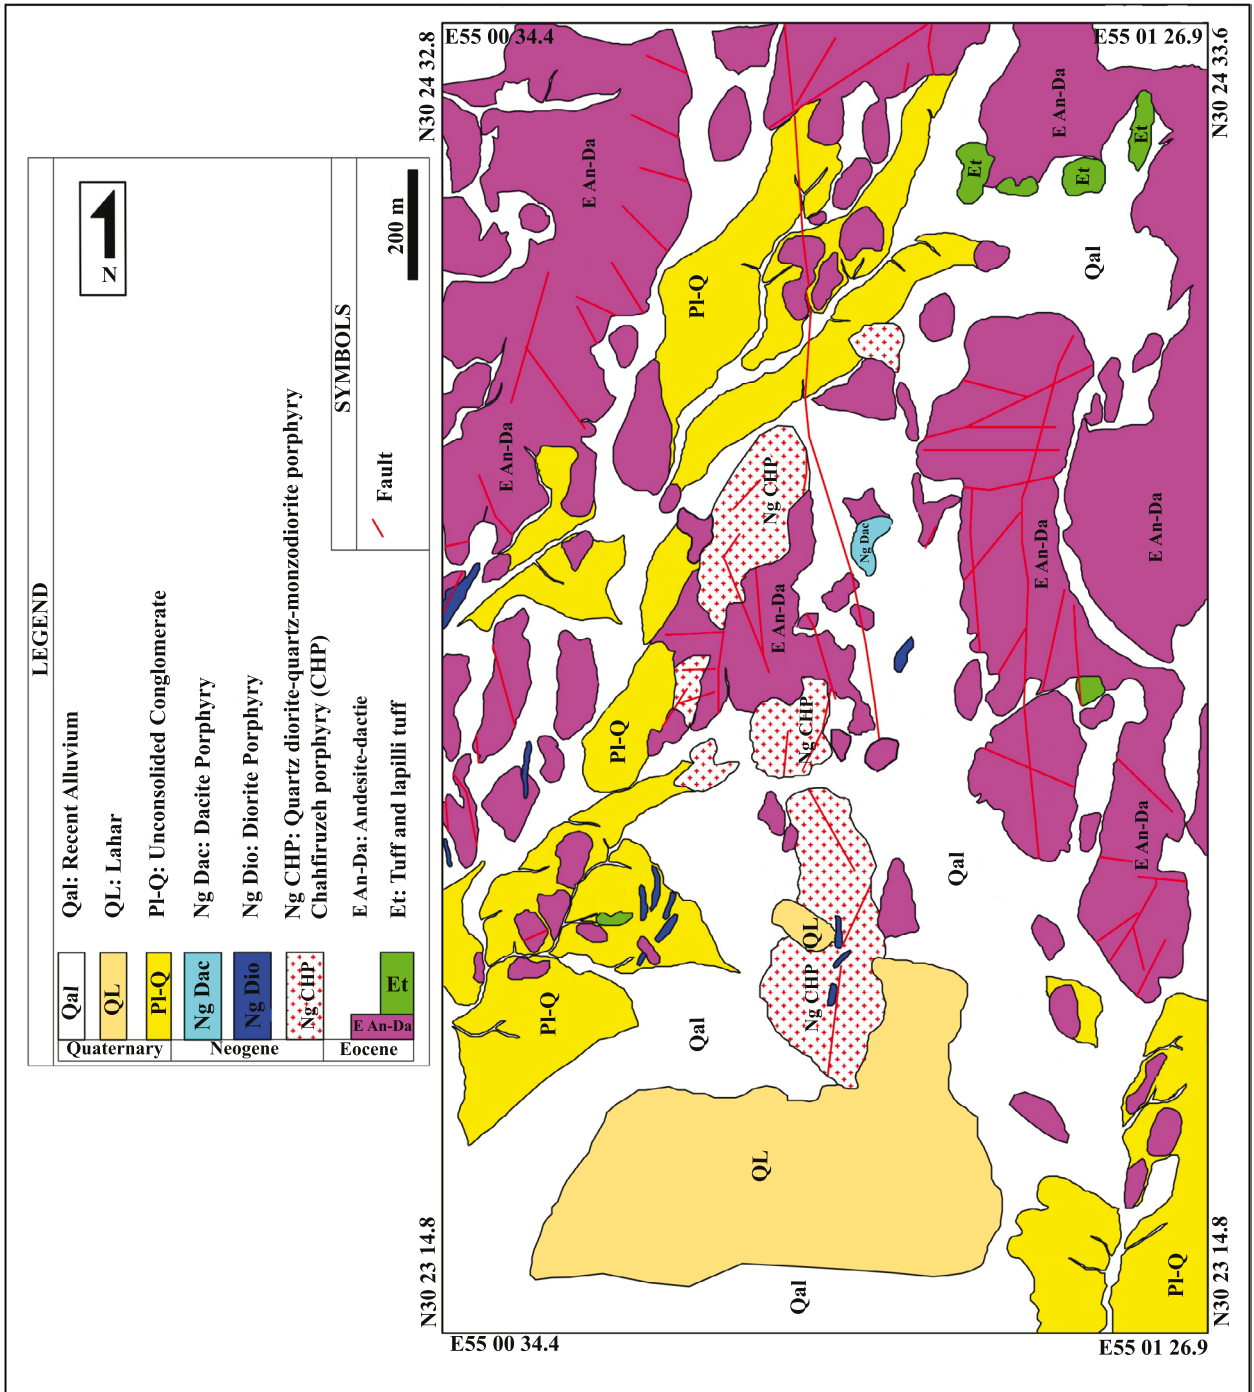 E55 00 34.4
E55 01 26.9
N30 24 32.8
N30 24 33.6
LEGEND
Qal: Recent Alluvium
QL: Lahar
Pl-Q: Unconsolidated Conglomerate
Ng Dac: Dacite Porphyry
Ng Dio: Diorite Porphyry
Ng CHP: Quartz diorite-quartz-monzodiorite porphyry
Chahfiruzeh porphyry (CHP)
E An-Da: Andesite-dactie
Et: Tuff and lapilli tuff
Qal
QL
Pl-Q
Ng Dac
Ng Dio
Ng CHP
E An-Da
Et
Quaternary
Neogene
Eocene
SYMBOLS
Fault
200 m
N
E An-Da
E An-Da
Et
Et
Et
Qal
Pl-Q
E An-Da
Ng CHP
Ng Dac
E An-Da
E An-Da
E An-Da
Pl-Q
Ng CHP
E An-Da
Qal
QL
Ng CHP
Pl-Q
Qal
QL
Qal
Pl-Q
N30 23 14.8
N30 23 14.8
E55 00 34.4
E55 01 26.9